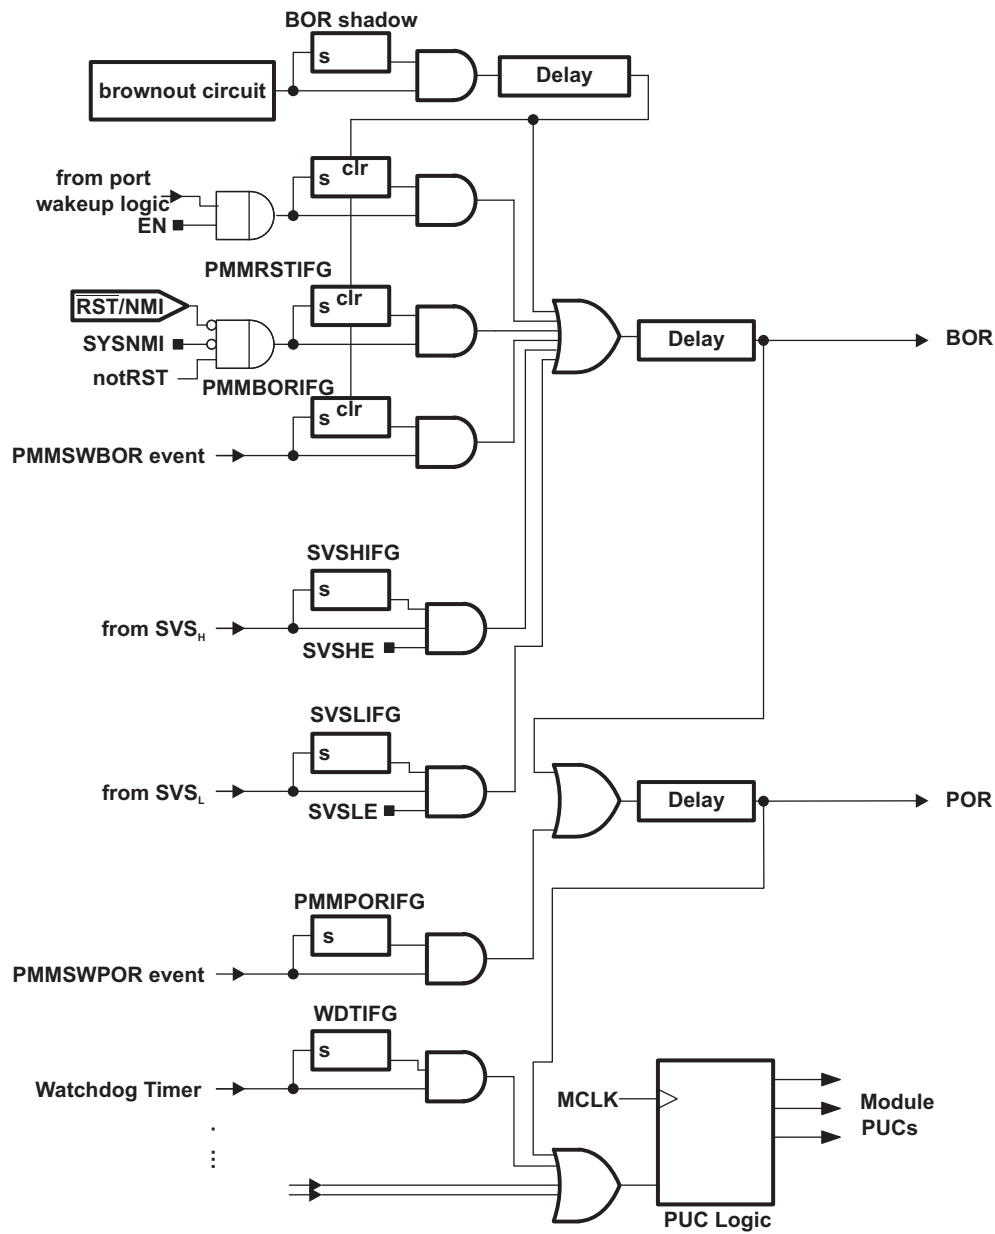 BOR shadow
s
brownout circuit
Delay
from port
wakeup logic
EN
s
clr
PMMRSTIFG
RST/NMI
s
clr
SYSNMI
Delay
BOR
notRST
PMMBORIFG
s
clr
PMMSWBOR event
SVSHIFG
s
from SVSH
SVSHE
SVSLIFG
s
from SVSL
SVSLE
Delay
POR
PMMPORIFG
s
PMMSWPOR event
WDTIFG
s
Watchdog Timer
MCLK
Module
PUCs
PUC Logic